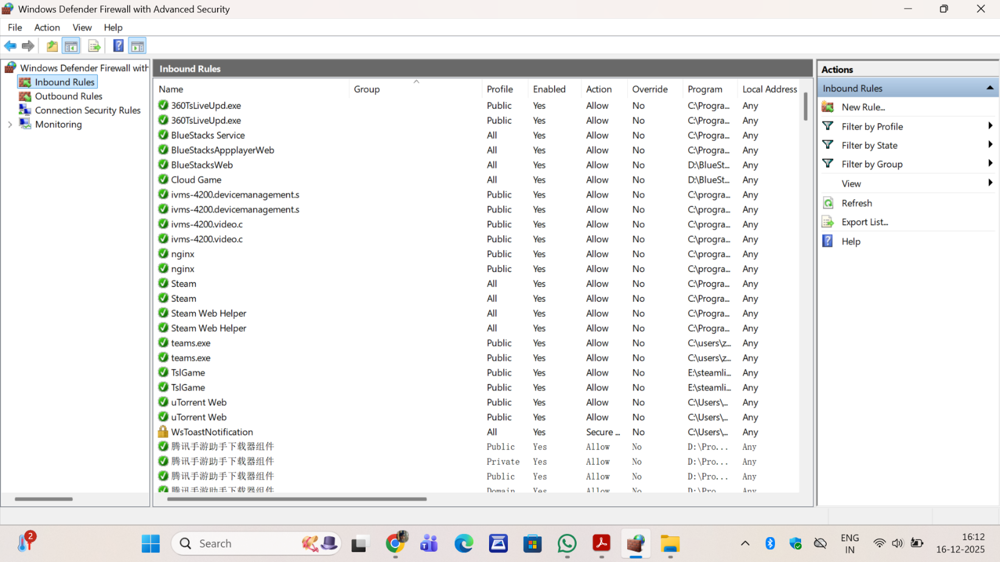 Windows Defender Firewall with Advanced Security
File Action View Help
Windows Defender Firewall with
Inbound Rules
Outbound Rules
Connection Security Rules
Monitoring
Inbound Rules
Name Group Profile Enabled Action Override Program Local Address
360TsLiveUpd.exe Public Yes Allow No C:\Progra... Any
360TsLiveUpd.exe Public Yes Allow No C:\Progra... Any
BlueStacks Service All Yes Allow No C:\Progra... Any
BlueStacksAppplayerWeb All Yes Allow No C:\Progra... Any
BlueStacksWeb All Yes Allow No D:\BlueSt... Any
Cloud Game All Yes Allow No D:\BlueSt... Any
ivms-4200.devicemanagement.s Public Yes Allow No C:\progra... Any
ivms-4200.devicemanagement.s Public Yes Allow No C:\progra... Any
ivms-4200.video.c Public Yes Allow No C:\progra... Any
ivms-4200.video.c Public Yes Allow No C:\progra... Any
nginx Public Yes Allow No C:\progra... Any
nginx Public Yes Allow No C:\progra... Any
Steam All Yes Allow No C:\Progra... Any
Steam All Yes Allow No C:\Progra... Any
Steam Web Helper All Yes Allow No C:\Progra... Any
Steam Web Helper All Yes Allow No C:\Progra... Any
teams.exe Public Yes Allow No C:\users\z... Any
teams.exe Public Yes Allow No C:\users\z... Any
TslGame Public Yes Allow No E:\steamli... Any
TslGame Public Yes Allow No E:\steamli... Any
uTorrent Web Public Yes Allow No C:\Users\... Any
uTorrent Web Public Yes Allow No C:\Users\... Any
WsToastNotification All Yes Secure ... No C:\Users\... Any
腾讯手游助手下载器组件 Public Yes Allow No D:\Pro... Any
腾讯手游助手下载器组件 Private Yes Allow No D:\Pro... Any
腾讯手游助手下载器组件 Public Yes Allow No D:\Pro... Any
腾讯手游助手下载器组件 Domain Yes Allow No D:\Pro Any
Actions
Inbound Rules
New Rule...
Filter by Profile
Filter by State
Filter by Group
View
Refresh
Export List...
Help
2
Search
ENG
IN
16:12
16-12-2025